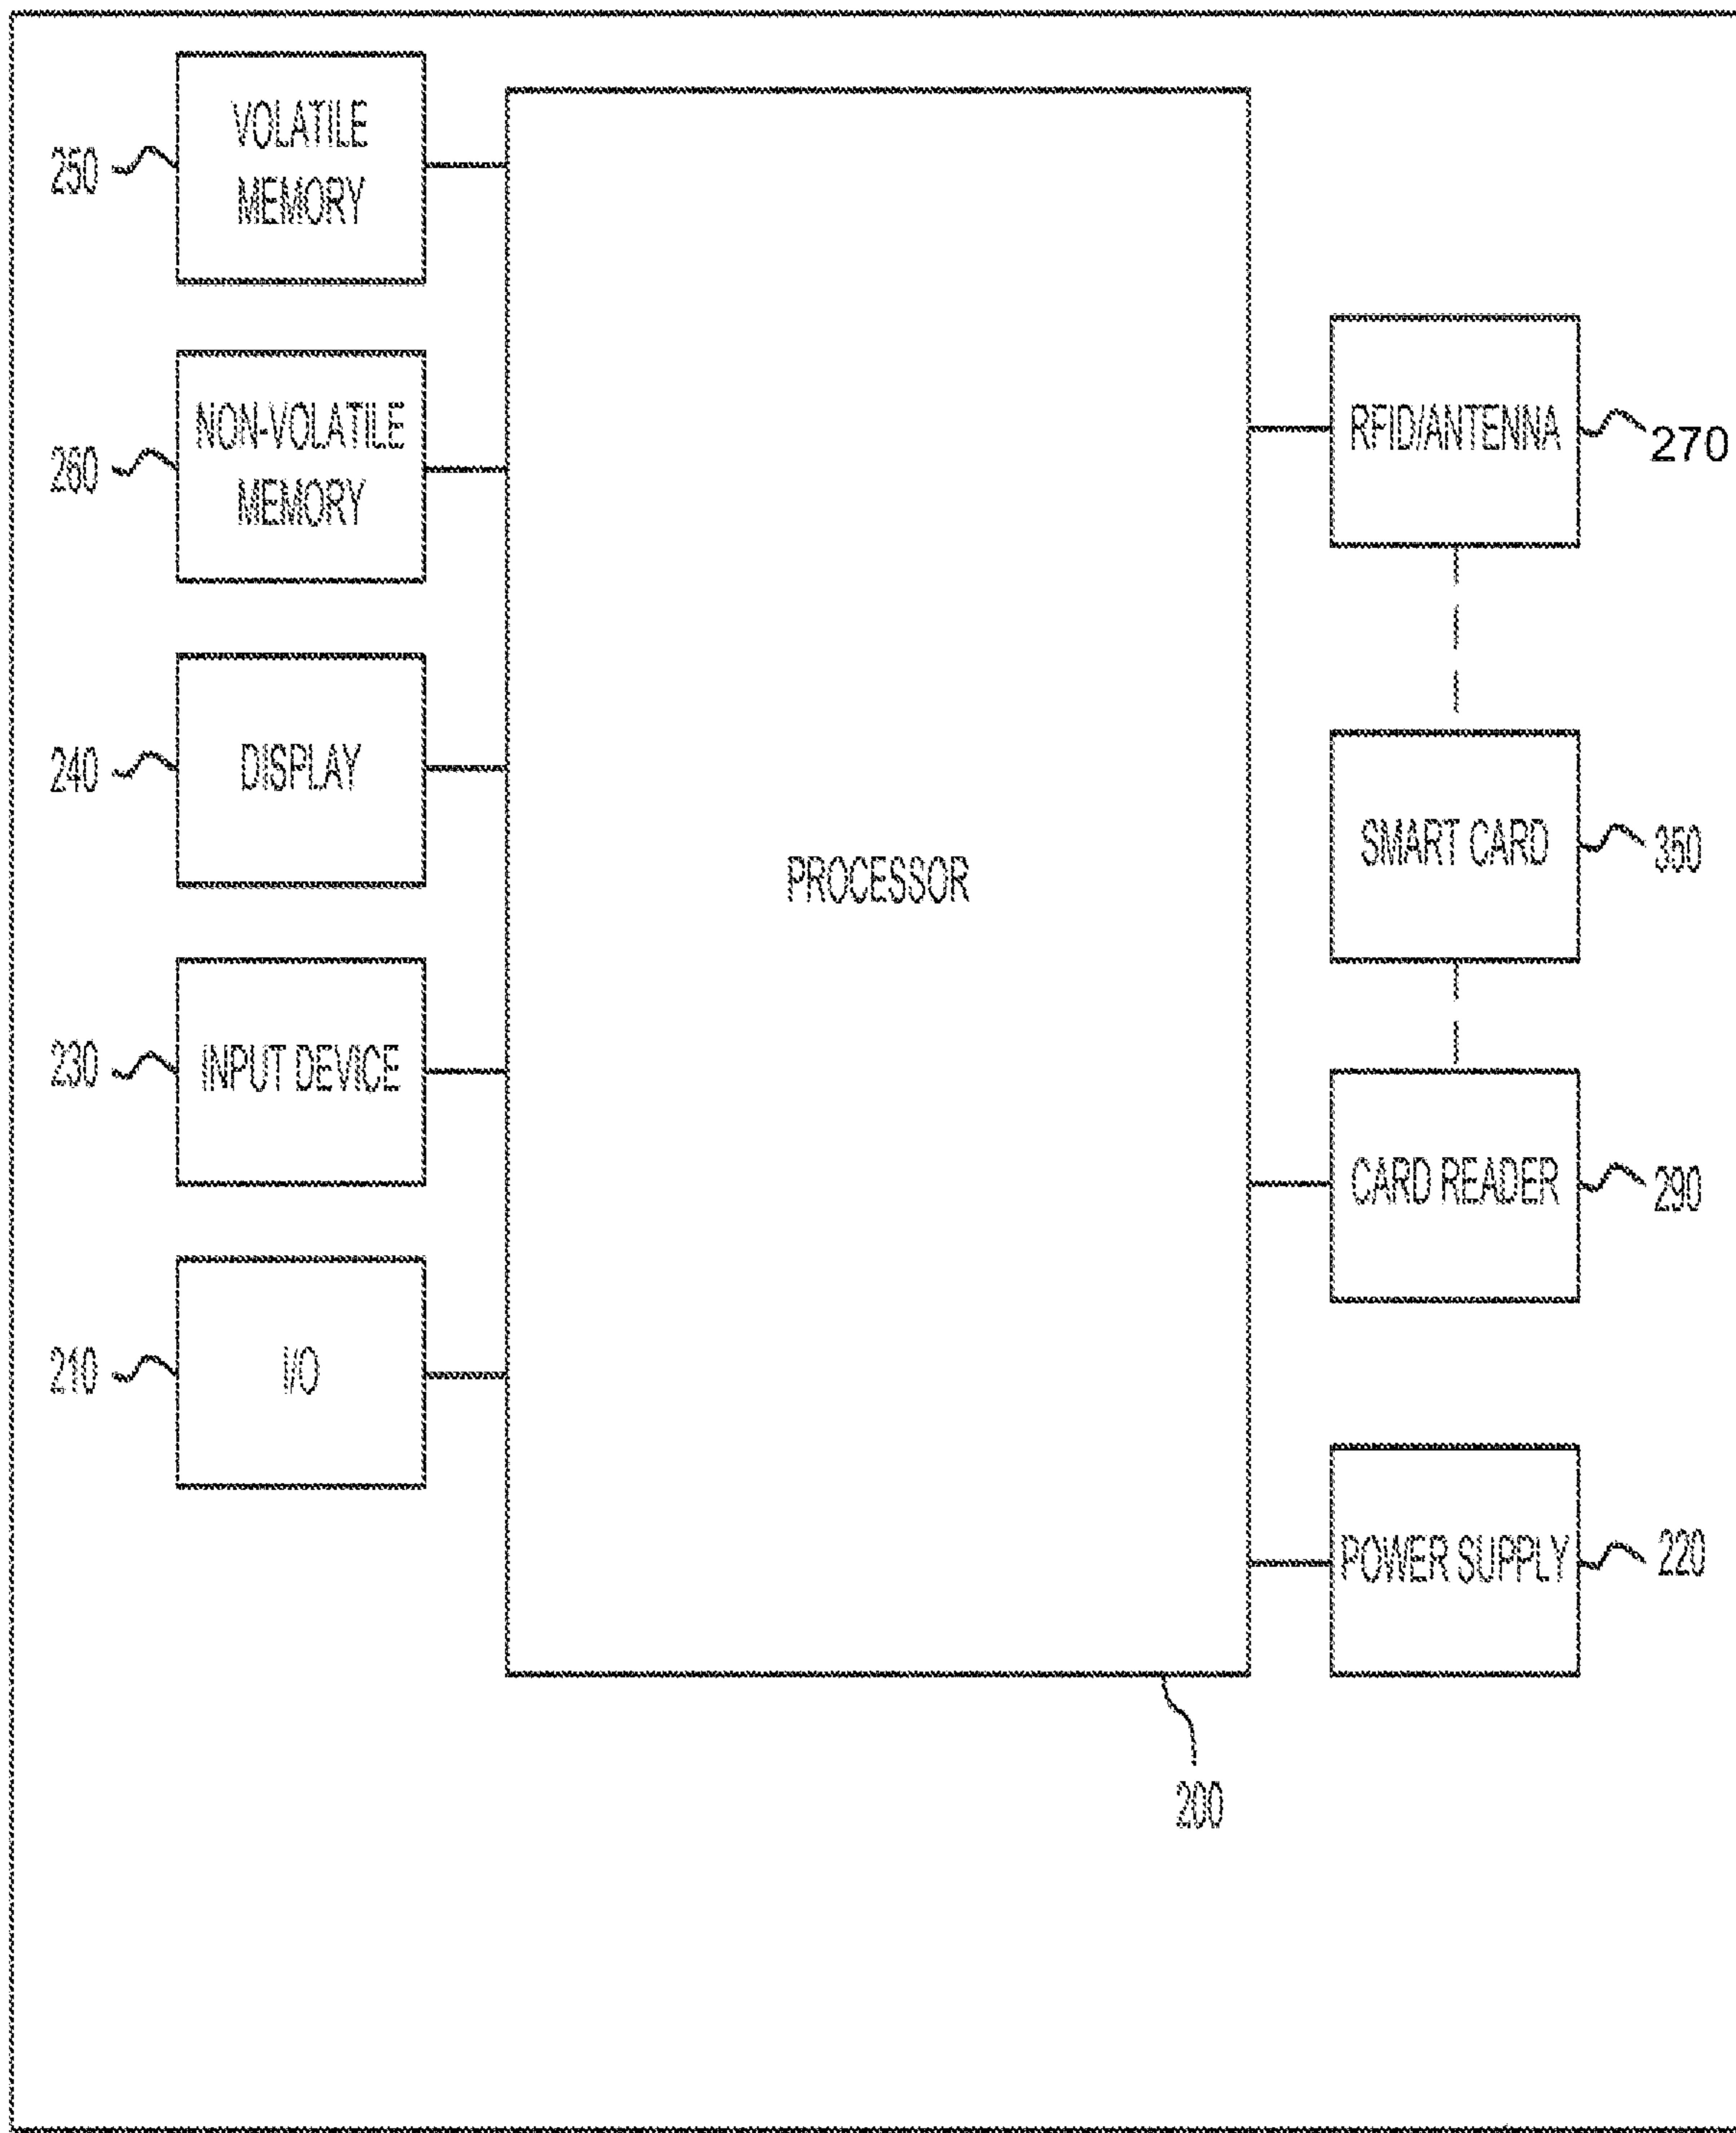 VOLATILE
MEMORY
250
NON-VOLATILE
MEMORY
260
DISPLAY
240
INPUT DEVICE
230
I/O
210
PROCESSOR
200
RFID/ANTENNA
270
SMART CARD
350
CARD READER
290
POWER SUPPLY
220